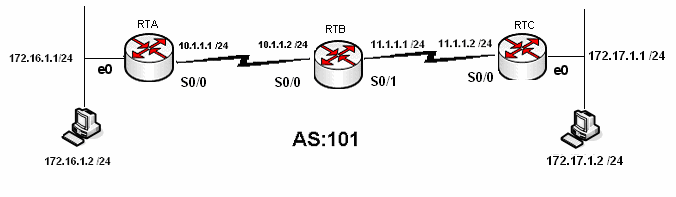 RTA
RTB
RTC
10.1.1.1 /24
10.1.1.2 /24
11.1.1.1 /24
11.1.1.2 /24
172.16.1.1/24
172.17.1.1 /24
e0
S0/0
S0/0
S0/1
S0/0
e0
AS:101
172.16.1.2 /24
172.17.1.2 /24